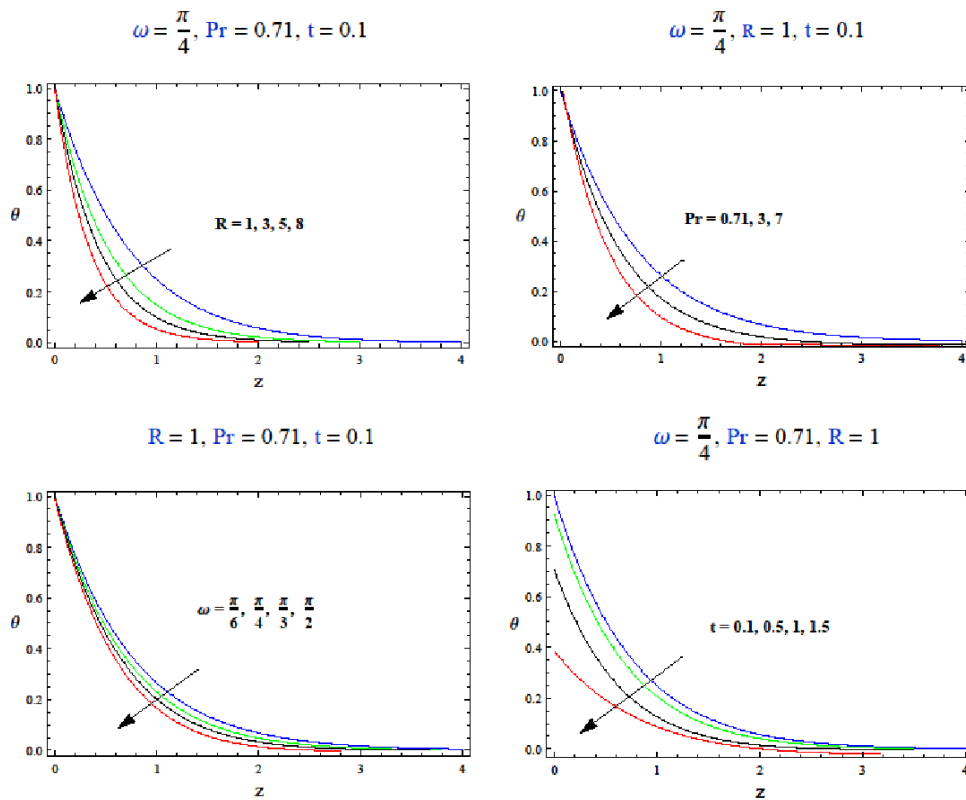 ω = π/4, Pr = 0.71, t = 0.1
1.0
0.8
0.6
θ
0.4
0.2
0.0
R = 1, 3, 5, 8
0 1 2 3 4
z
ω = π/4, R = 1, t = 0.1
1.0
0.8
0.6
θ
0.4
0.2
0.0
Pr = 0.71, 3, 7
0 1 2 3 4
z
R = 1, Pr = 0.71, t = 0.1
1.0
0.8
0.6
θ
0.4
0.2
0.0
ω = π/6, π/4, π/3, π/2
0 1 2 3 4
z
ω = π/4, Pr = 0.71, R = 1
1.0
0.8
0.6
θ
0.4
0.2
0.0
t = 0.1, 0.5, 1, 1.5
0 1 2 3 4
z